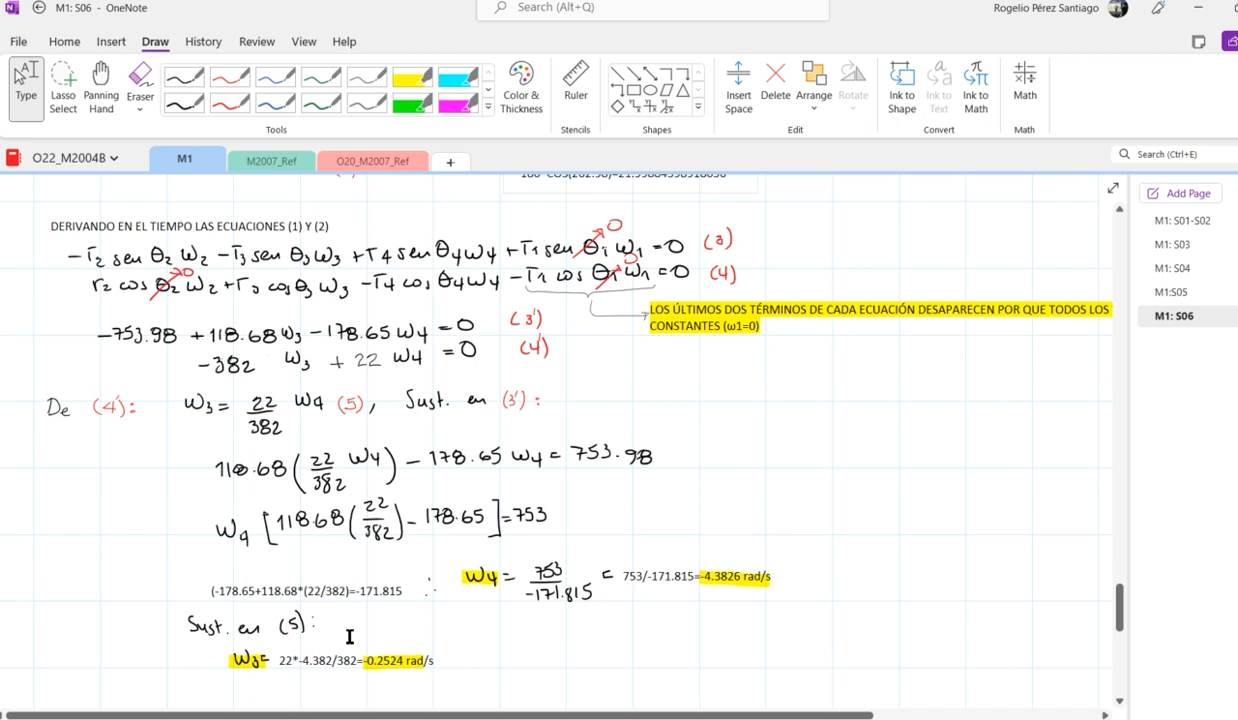 M1: S06 - OneNote
Search (Alt+Q)
Rogelio Pérez Santiago
File Home Insert Draw History Review View Help
Type
Lasso Select
Panning Hand
Eraser
Color & Thickness
Ruler
Insert Space
Delete
Arrange
Rotate
Ink to Shape
Ink to Text
Ink to Math
Math
Tools
Stencils
Shapes
Edit
Convert
Math
O22_M2004B
M1
M2007_Ref
O20_M2007_Ref
+
Search (Ctrl+E)
Add Page
M1: S01-S02
M1: S03
M1: S04
M1:S05
M1: S06
DERIVANDO EN EL TIEMPO LAS ECUACIONES (1) Y (2)
-r2 sen θ2 ω2 - r3 sen θ3 ω3 + r4 sen θ4 ω4 + r1 sen θ1 ω1 = 0 (3)
0
r2 cos θ2 ω2 + r3 cos θ3 ω3 - r4 cos θ4 ω4 - r1 cos θ1 ω1 = 0 (4)
0 0
LOS ÚLTIMOS DOS TÉRMINOS DE CADA ECUACIÓN DESAPARECEN POR QUE TODOS LOS
CONSTANTES (ω1=0)
-753.98 + 118.68 ω3 - 178.65 ω4 = 0 (3')
-382 ω3 + 22 ω4 = 0 (4')
De (4'): ω3 = 22/382 ω4 (5), Sust. en (3'):
118.68 (22/382 ω4) - 178.65 ω4 = 753.98
ω4 [118.68 (22/382) - 178.65] = 753
(-178.65+118.68*(22/382)=-171.815 ∴ ω4 = 753/-171.815 = 753/-171.815=-4.3826 rad/s
Sust. en (5):
ω3= 22*-4.382/382=-0.2524 rad/s